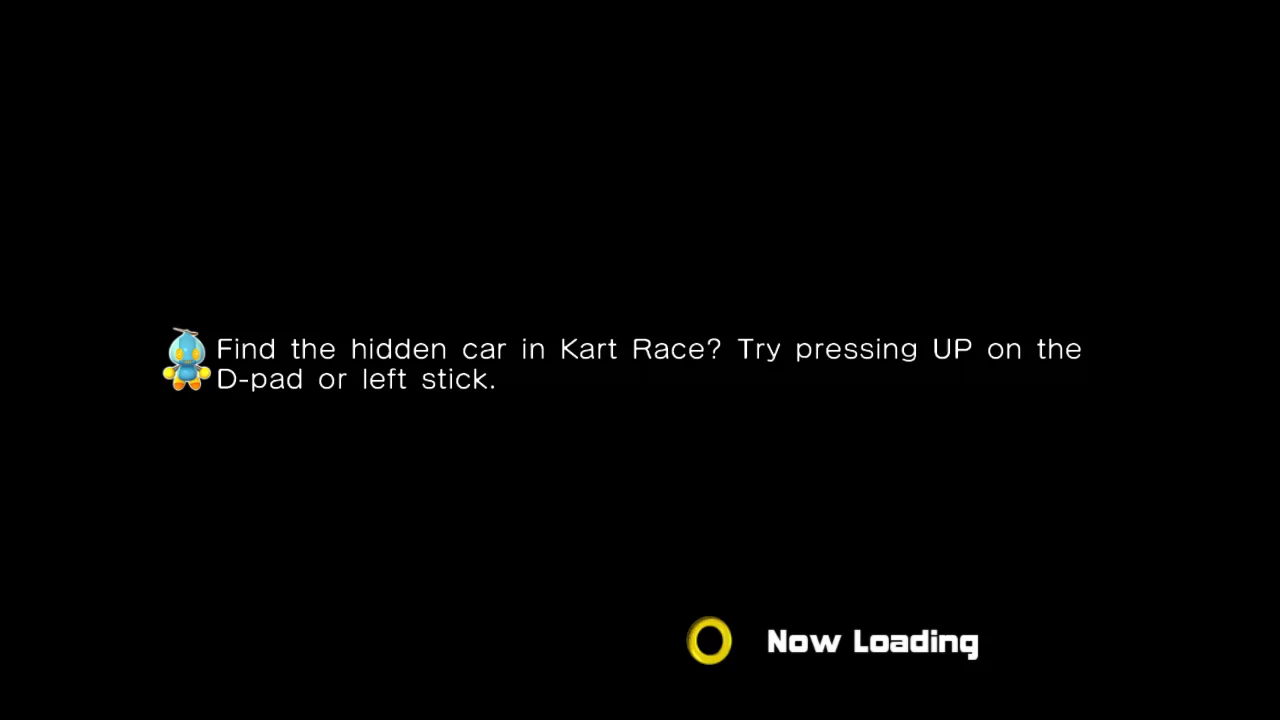 Find the hidden car in Kart Race? Try pressing UP on the
D-pad or left stick.
Now Loading